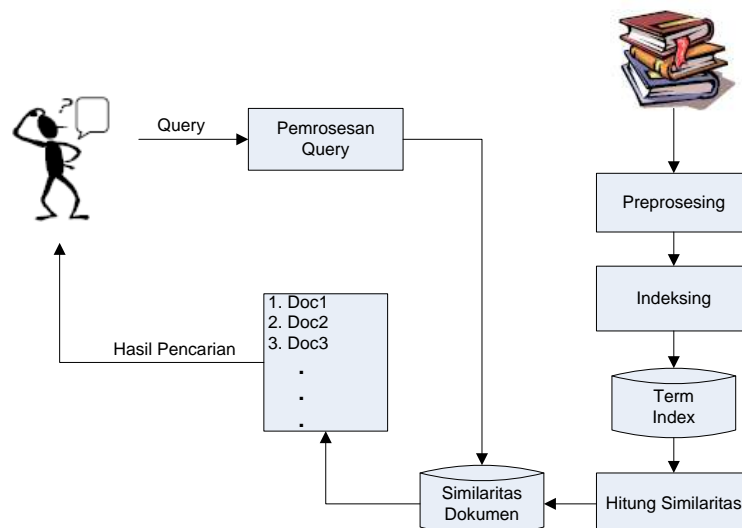 ?
Query
Pemrosesan
Query
Preprosesing
Indeksing
Term
Index
Hitung Similaritas
Similaritas
Dokumen
1. Doc1
2. Doc2
3. Doc3
.
.
.
Hasil Pencarian